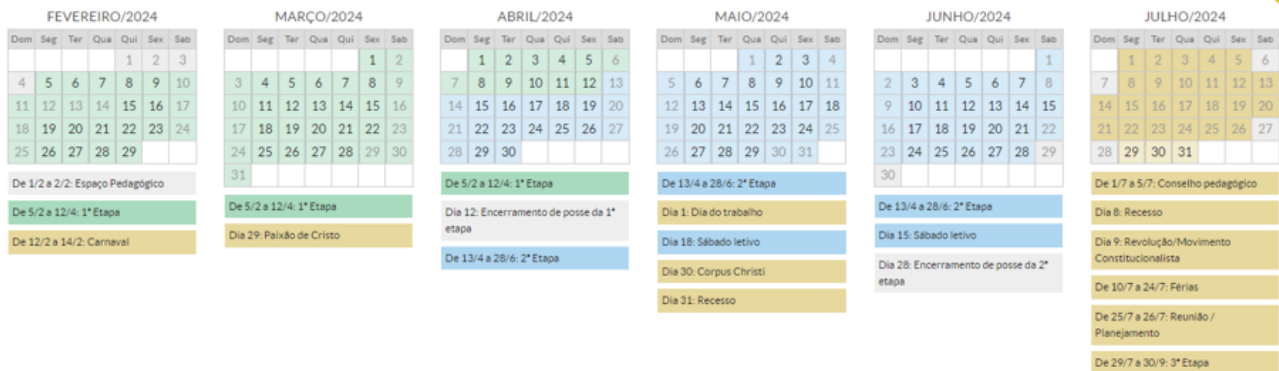 FEVEREIRO/2024
Dom Seg Ter Qua Qui Sex Sab
1 2 3
4 5 6 7 8 9 10
11 12 13 14 15 16 17
18 19 20 21 22 23 24
25 26 27 28 29
De 1/2 a 2/2: Espaço Pedagógico
De 5/2 a 12/4: 1ª Etapa
De 12/2 a 14/2: Carnaval
MARÇO/2024
Dom Seg Ter Qua Qui Sex Sab
1 2
3 4 5 6 7 8 9
10 11 12 13 14 15 16
17 18 19 20 21 22 23
24 25 26 27 28 29 30
31
De 5/2 a 12/4: 1ª Etapa
Dia 29: Paixão de Cristo
ABRIL/2024
Dom Seg Ter Qua Qui Sex Sab
1 2 3 4 5 6
7 8 9 10 11 12 13
14 15 16 17 18 19 20
21 22 23 24 25 26 27
28 29 30
De 5/2 a 12/4: 1ª Etapa
Dia 12: Encerramento de posse da 1ª
etapa
De 13/4 a 28/6: 2ª Etapa
MAIO/2024
Dom Seg Ter Qua Qui Sex Sab
1 2 3 4
5 6 7 8 9 10 11
12 13 14 15 16 17 18
19 20 21 22 23 24 25
26 27 28 29 30 31
De 13/4 a 28/6: 2ª Etapa
Dia 1: Dia do trabalho
Dia 18: Sábado letivo
Dia 30: Corpus Christi
Dia 31: Recesso
JUNHO/2024
Dom Seg Ter Qua Qui Sex Sab
1
2 3 4 5 6 7 8
9 10 11 12 13 14 15
16 17 18 19 20 21 22
23 24 25 26 27 28 29
30
De 13/4 a 28/6: 2ª Etapa
Dia 15: Sábado letivo
Dia 28: Encerramento de posse da 2ª
etapa
JULHO/2024
Dom Seg Ter Qua Qui Sex Sab
1 2 3 4 5 6
7 8 9 10 11 12 13
14 15 16 17 18 19 20
21 22 23 24 25 26 27
28 29 30 31
De 1/7 a 5/7: Conselho pedagógico
Dia 8: Recesso
Dia 9: Revolução/Movimento
Constitucionalista
De 10/7 a 24/7: Férias
De 25/7 a 26/7: Reunião /
Planejamento
De 29/7 a 30/9: 3ª Etapa